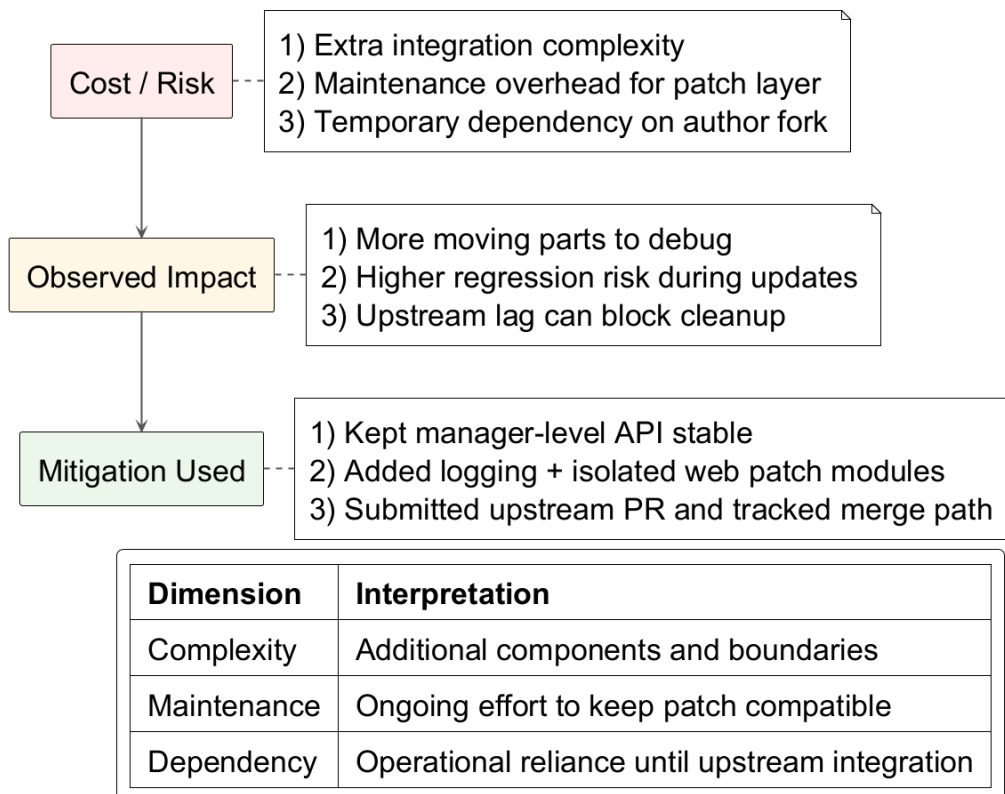 Cost / Risk
1) Extra integration complexity
2) Maintenance overhead for patch layer
3) Temporary dependency on author fork
Observed Impact
1) More moving parts to debug
2) Higher regression risk during updates
3) Upstream lag can block cleanup
Mitigation Used
1) Kept manager-level API stable
2) Added logging + isolated web patch modules
3) Submitted upstream PR and tracked merge path
Dimension Interpretation
Complexity Additional components and boundaries
Maintenance Ongoing effort to keep patch compatible
Dependency Operational reliance until upstream integration